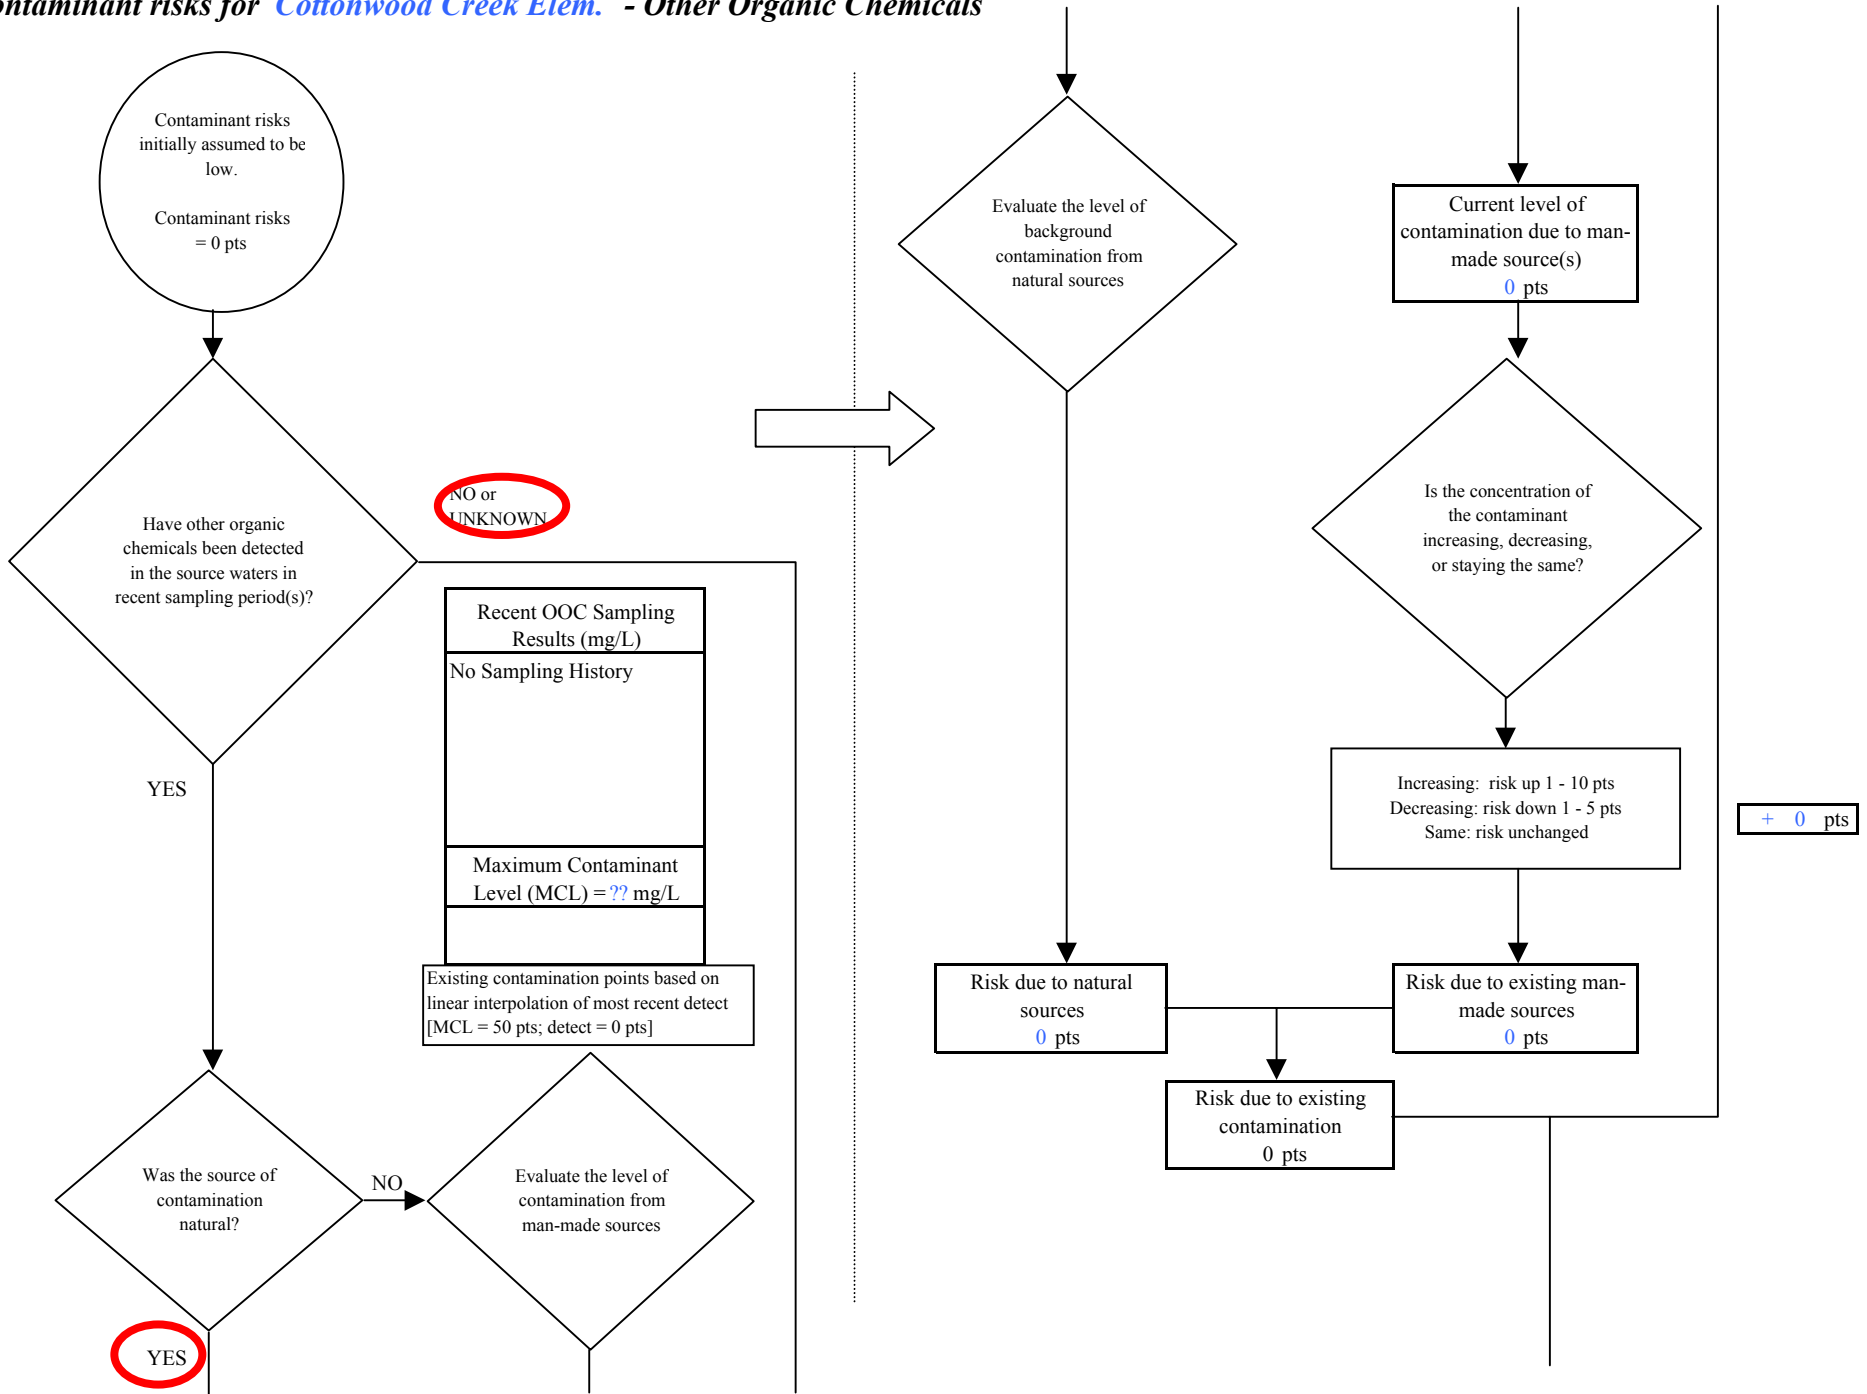 ontaminant risks for Cottonwood Creek Elem. - Other Organic Chemicals
Contaminant risks
initially assumed to be
low.
Contaminant risks
= 0 pts
Have other organic
chemicals been detected
in the source waters in
recent sampling period(s)?
NO or
UNKNOWN
YES
Recent OOC Sampling
Results (mg/L)
No Sampling History
Maximum Contaminant
Level (MCL) = ?? mg/L
Existing contamination points based on
linear interpolation of most recent detect
[MCL = 50 pts; detect = 0 pts]
Was the source of
contamination
natural?
NO
YES
Evaluate the level of
contamination from
man-made sources
Evaluate the level of
background
contamination from
natural sources
Current level of
contamination due to man-
made source(s)
0 pts
Is the concentration of
the contaminant
increasing, decreasing,
or staying the same?
Increasing: risk up 1 - 10 pts
Decreasing: risk down 1 - 5 pts
Same: risk unchanged
+ 0 pts
Risk due to natural
sources
0 pts
Risk due to existing man-
made sources
0 pts
Risk due to existing
contamination
0 pts